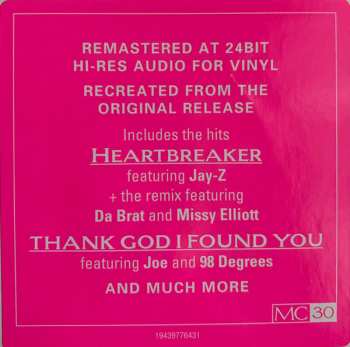 REMASTERED AT 24BIT
HI-RES AUDIO FOR VINYL
RECREATED FROM THE
ORIGINAL RELEASE
Includes the hits
HEARTBREAKER
featuring Jay-Z
+ the remix featuring
Da Brat and Missy Elliott
THANK GOD I FOUND YOU
featuring Joe and 98 Degrees
AND MUCH MORE
MC 30
19439776431